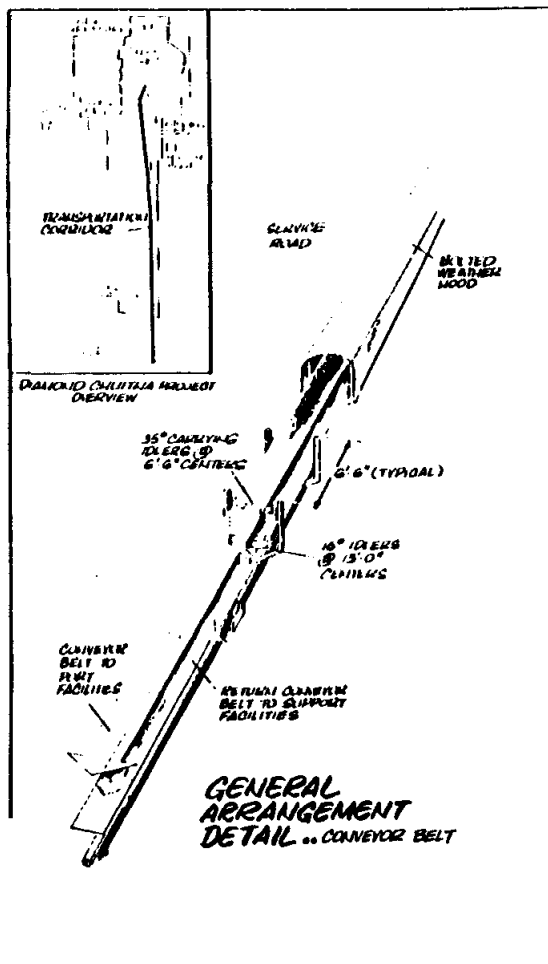 TRANSPORTATION
CORRIDOR
DIAMOND CHUITNA PROJECT
OVERVIEW
SERVICE
ROAD
BOLTED
WEATHER
HOOD
35° CARRYING
IDLERS @
6'6" CENTERS
6'6" (TYPICAL)
IDLERS
@ 13'-0"
CENTERS
CONVEYOR
BELT TO
PORT
FACILITIES
RETURN CONVEYOR
BELT TO SUPPORT
FACILITIES
GENERAL
ARRANGEMENT
DETAIL .. CONVEYOR BELT